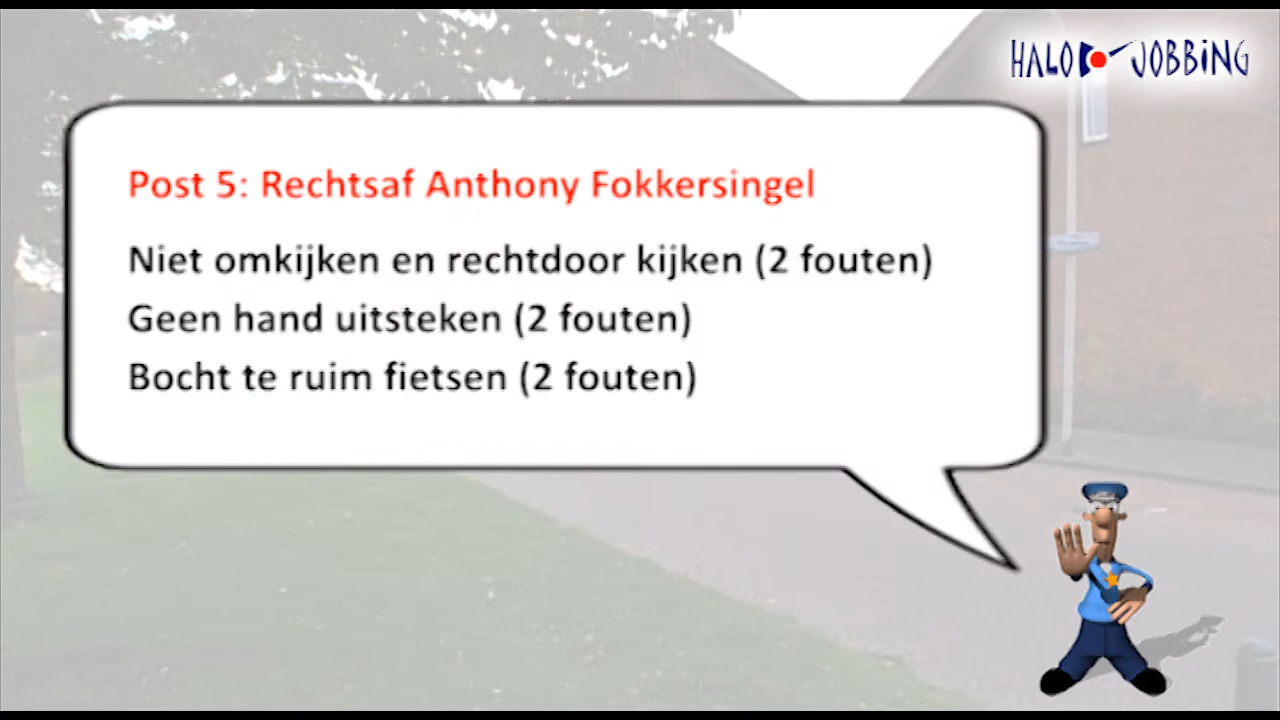 HALO JOBBING
Post 5: Rechtsaf Anthony Fokkersingel
Niet omkijken en rechtdoor kijken (2 fouten)
Geen hand uitsteken (2 fouten)
Bocht te ruim fietsen (2 fouten)